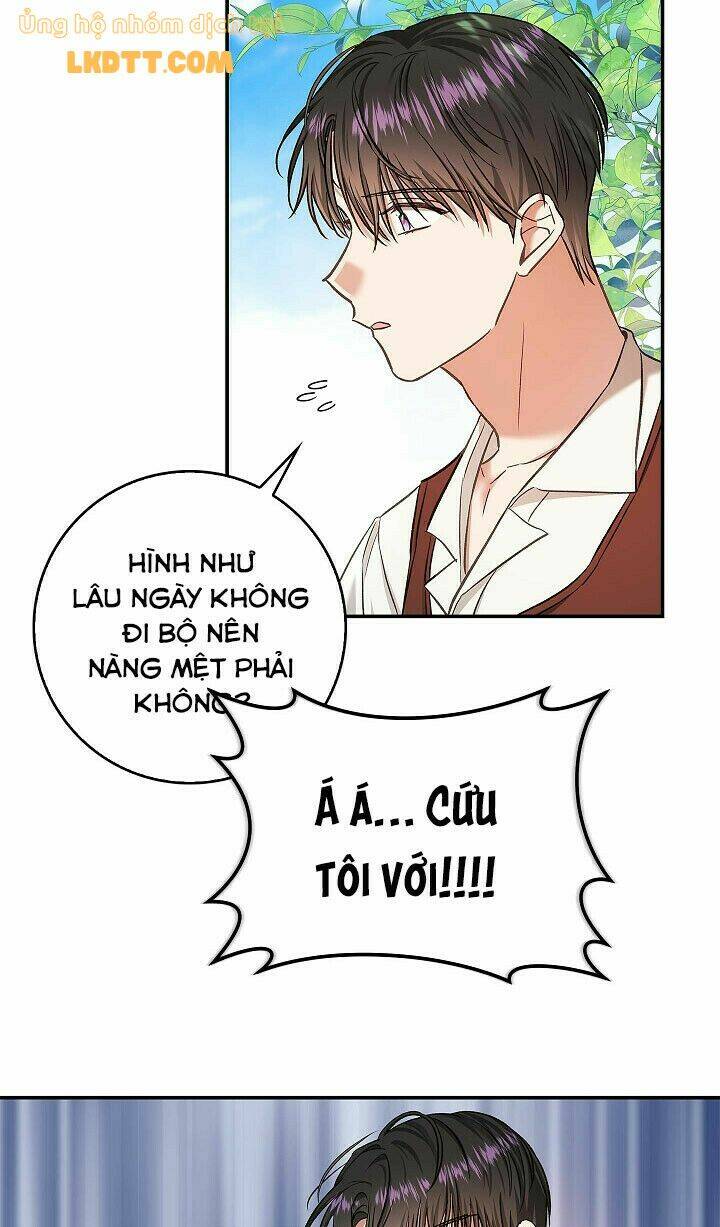 Ủng hộ nhóm dịch tại
LKDTT.COM
HÌNH NHƯ
LÂU NGÀY KHÔNG
ĐI BỘ NÊN
NÀNG MỆT PHẢI
KHÔNG?
Á Á... CỨU
TÔI VỚI!!!!